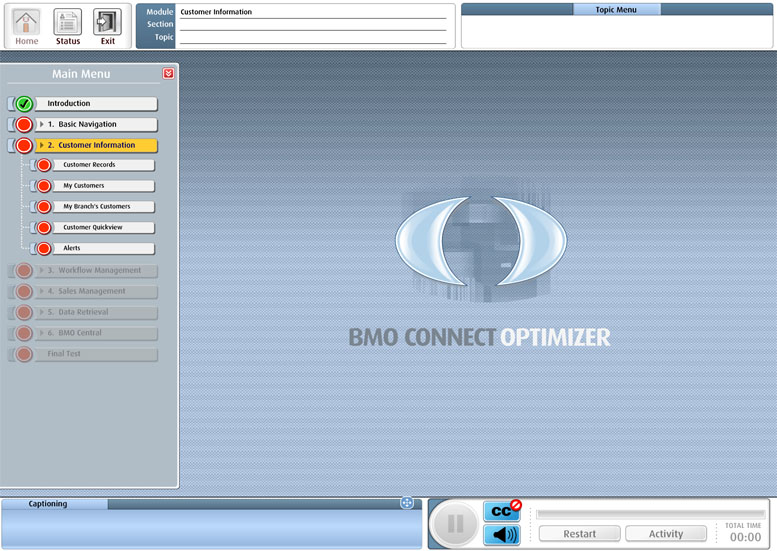 Home
Status
Exit
Module
Customer Information
Section
Topic
Topic Menu
Main Menu
Introduction
1. Basic Navigation
2. Customer Information
Customer Records
My Customers
My Branch's Customers
Customer Quickview
Alerts
3. Workflow Management
4. Sales Management
5. Data Retrieval
6. BMO Central
Final Test
BMO CONNECT OPTIMIZER
Captioning
CC
Restart
Activity
TOTAL TIME
00:00